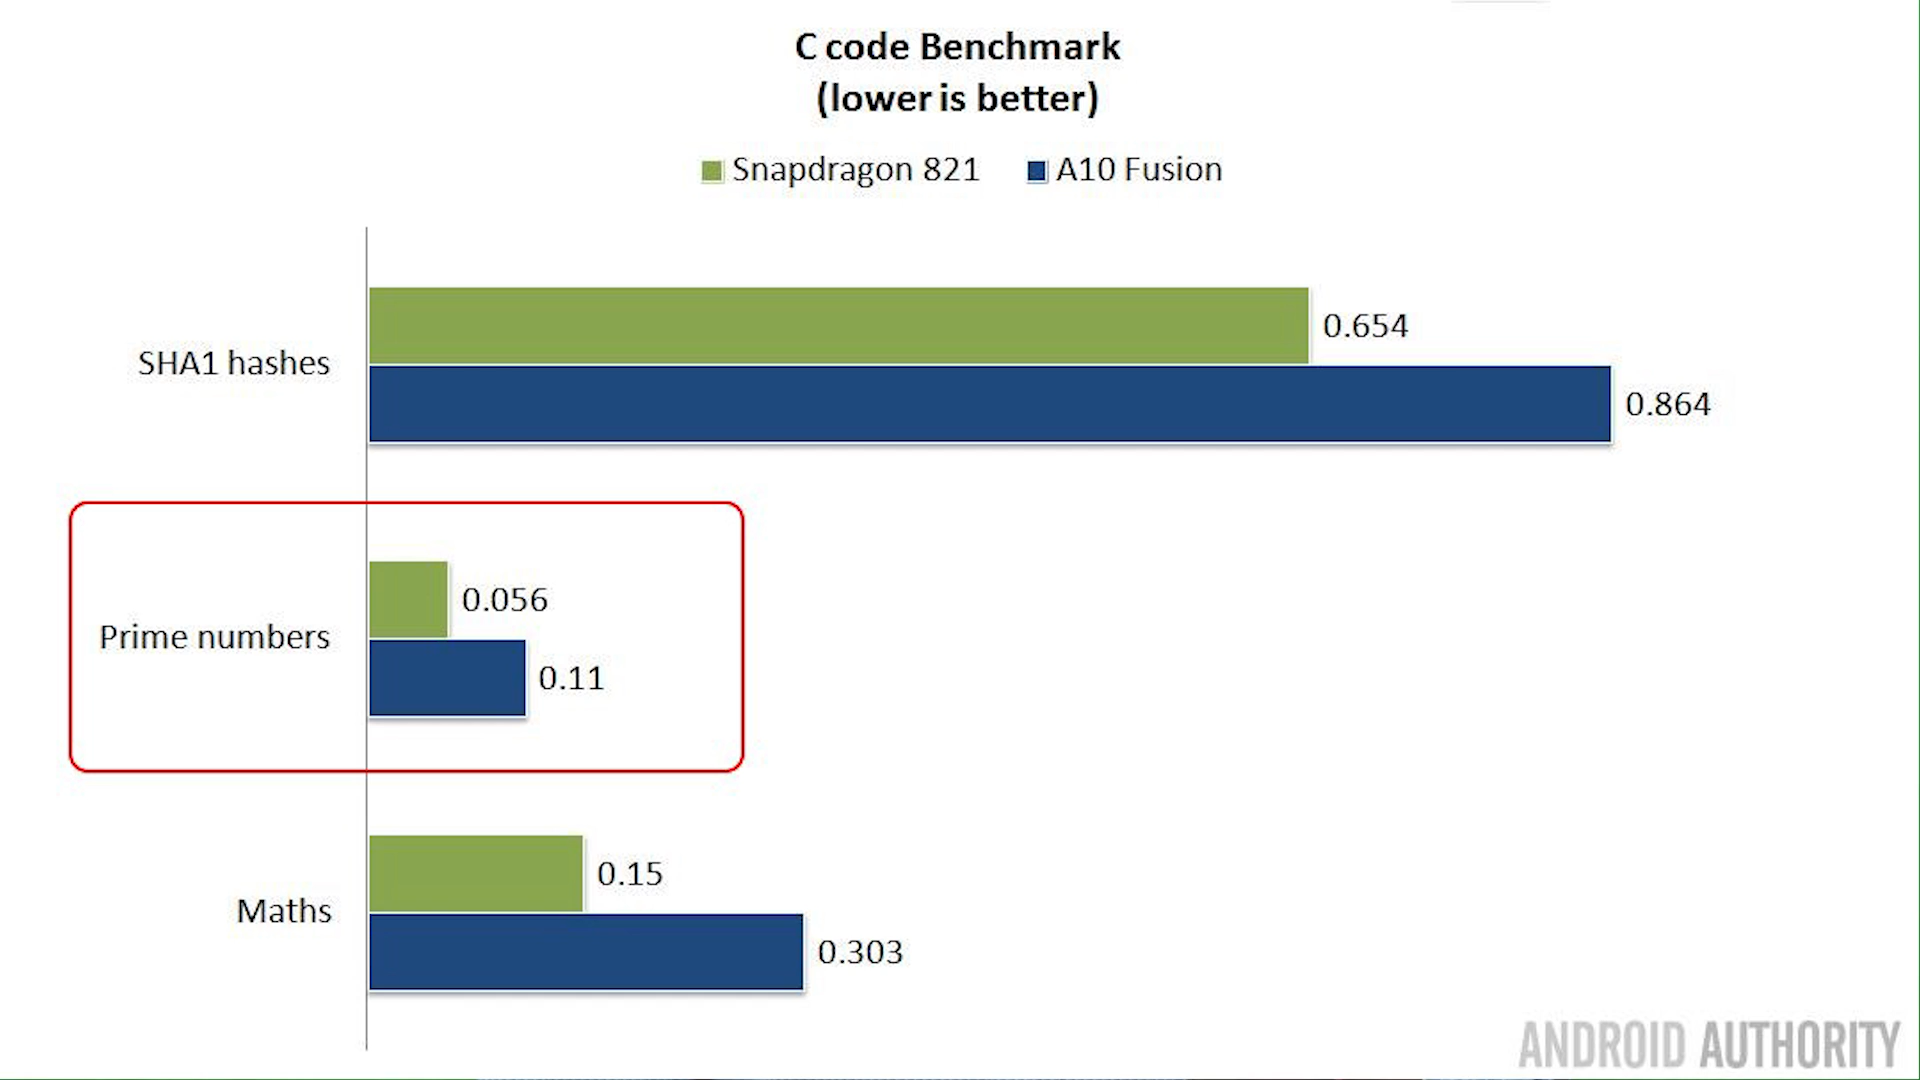 C code Benchmark
(lower is better)
Snapdragon 821 A10 Fusion
SHA1 hashes
0.654
0.864
Prime numbers
0.056
0.11
Maths
0.15
0.303
ANDROID AUTHORITY